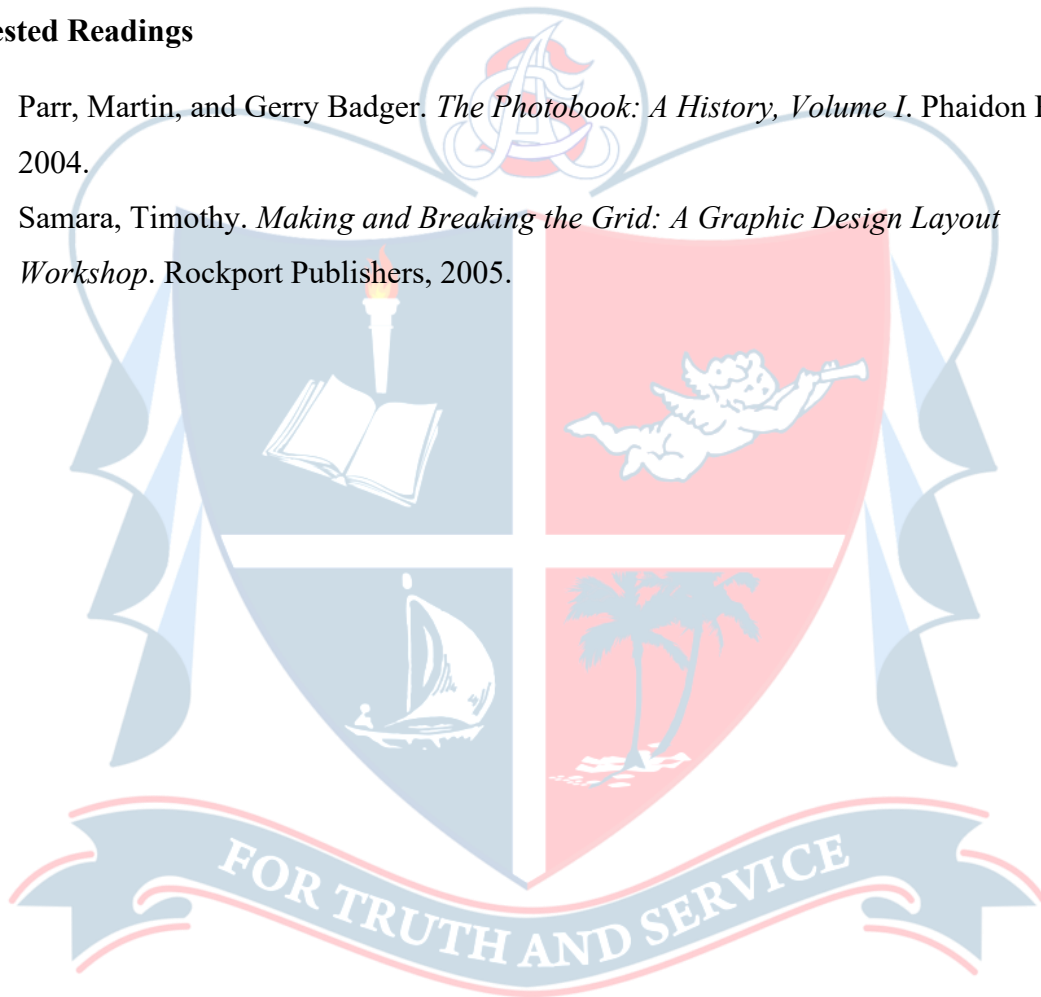 ested Readings
Parr, Martin, and Gerry Badger. The Photobook: A History, Volume I. Phaidon
2004.
Samara, Timothy. Making and Breaking the Grid: A Graphic Design Layout
Workshop. Rockport Publishers, 2005.
FOR TRUTH AND SERVICE